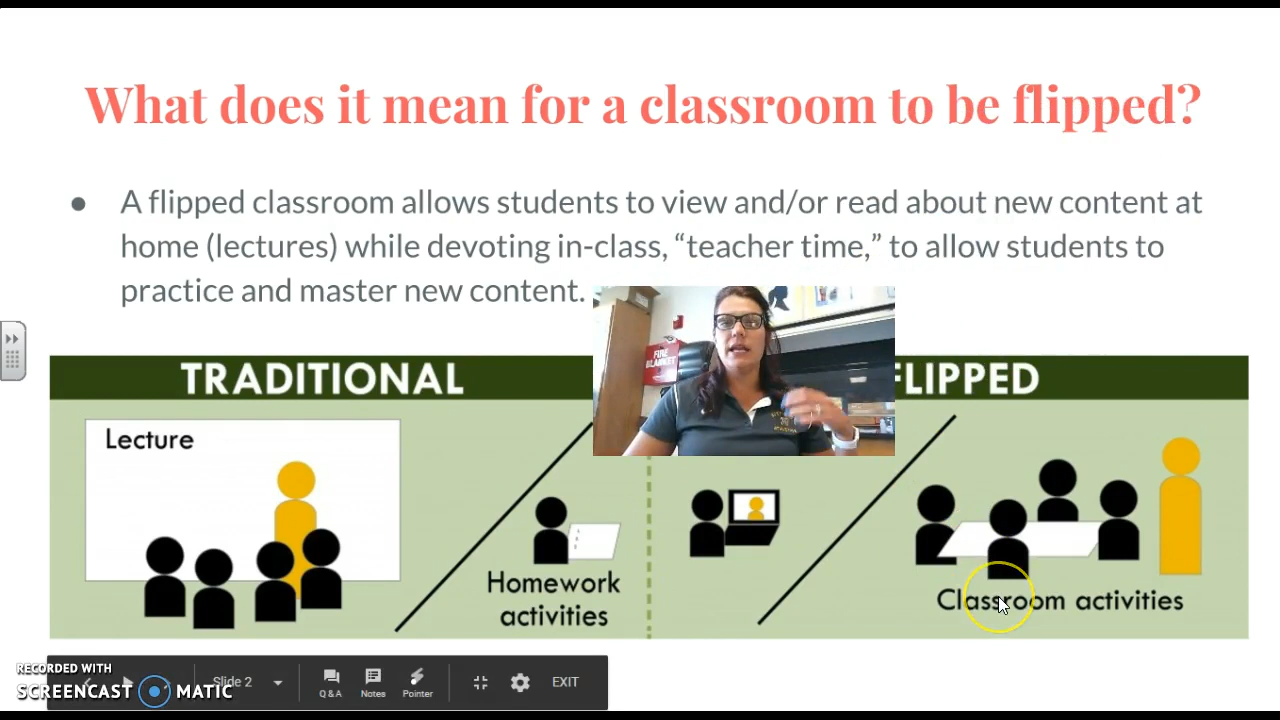 What does it mean for a classroom to be flipped?
● A flipped classroom allows students to view and/or read about new content at
home (lectures) while devoting in-class, “teacher time,” to allow students to
practice and master new content.
FIRE
BLANKET
TRADITIONAL
FLIPPED
Lecture
Homework
activities
Classroom activities
RECORDED WITH
SCREENCAST MATIC
Slide 2
Q & A
Notes
Pointer
EXIT